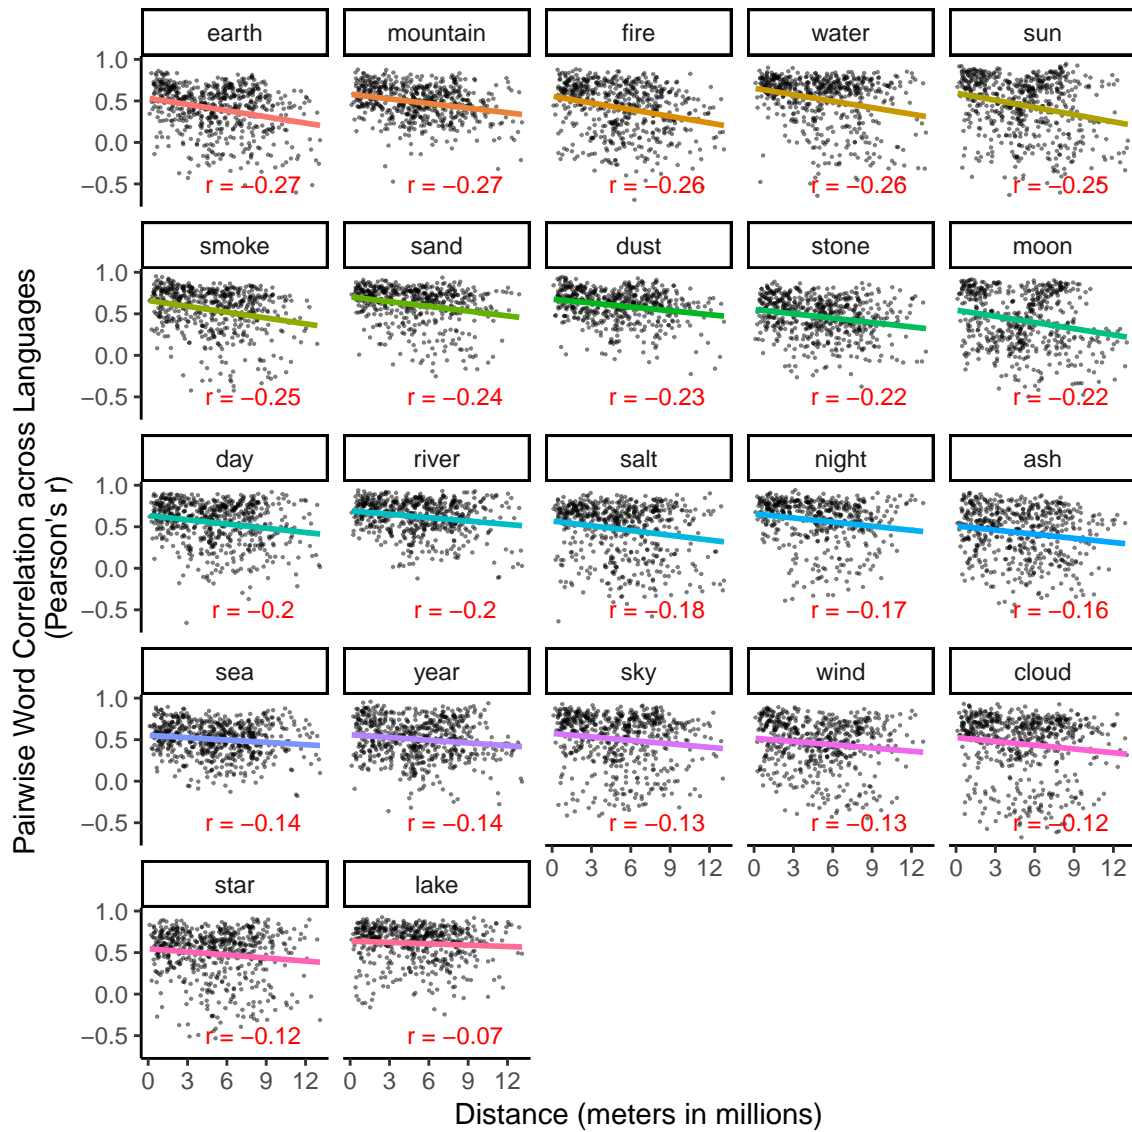 earth mountain fire water sun
1.0
0.5
0.0
−0.5
r = −0.27 r = −0.27 r = −0.26 r = −0.26 r = −0.25
smoke sand dust stone moon
1.0
0.5
0.0
−0.5
r = −0.25 r = −0.24 r = −0.23 r = −0.22 r = −0.22
day river salt night ash
1.0
0.5
0.0
−0.5
r = −0.2 r = −0.2 r = −0.18 r = −0.17 r = −0.16
sea year sky wind cloud
1.0
0.5
0.0
−0.5
r = −0.14 r = −0.14 r = −0.13 r = −0.13 r = −0.12
0 3 6 9 12 0 3 6 9 12 0 3 6 9 12
star lake
1.0
0.5
0.0
−0.5
r = −0.12 r = −0.07
0 3 6 9 12 0 3 6 9 12
Distance (meters in millions)
Pairwise Word Correlation across Languages
(Pearson's r)